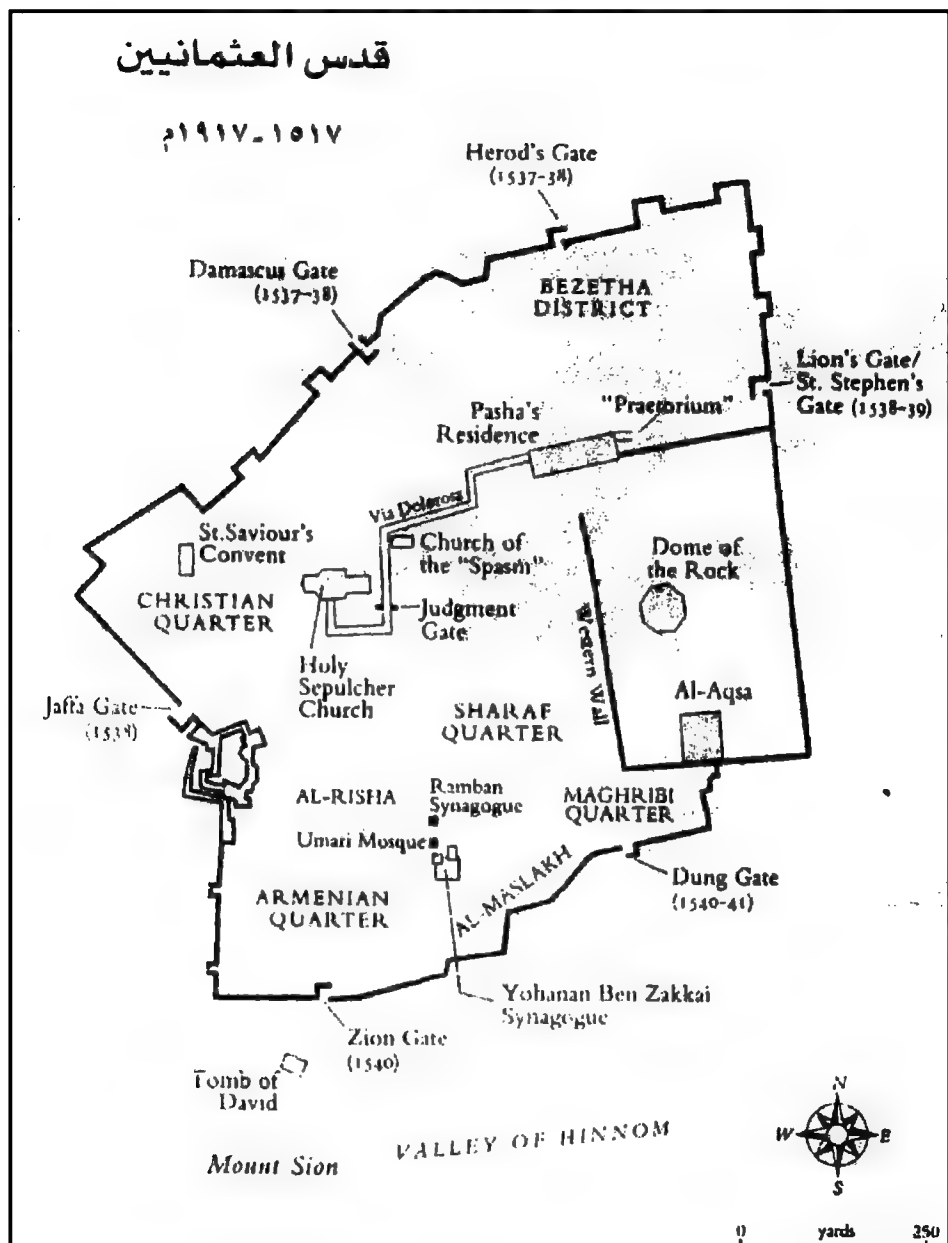 قدس العثمانيين
١٥١٧-١٩١٧م
Herod's Gate
(1537-38)
Damascus Gate
(1537-38)
BEZETHA
DISTRICT
Lion's Gate/
St. Stephen's
Gate (1538-39)
"Praetorium"
Pasha's
Residence
Via Dolorosa
St. Saviour's
Convent
Church of
the "Spasm"
Dome of
the Rock
CHRISTIAN
QUARTER
Judgment
Gate
Western Wall
Holy
Sepulcher
Church
Al-Aqsa
Jaffa Gate
(1538)
SHARAF
QUARTER
AL-RISHA
Ramban
Synagogue
MAGHRIBI
QUARTER
Umari Mosque
AL-MASLAKH
Dung Gate
(1540-41)
ARMENIAN
QUARTER
Yohanan Ben Zakkai
Synagogue
Zion Gate
(1540)
Tomb of
David
VALLEY OF HINNOM
Mount Sion
N
W
E
S
0 yards 250